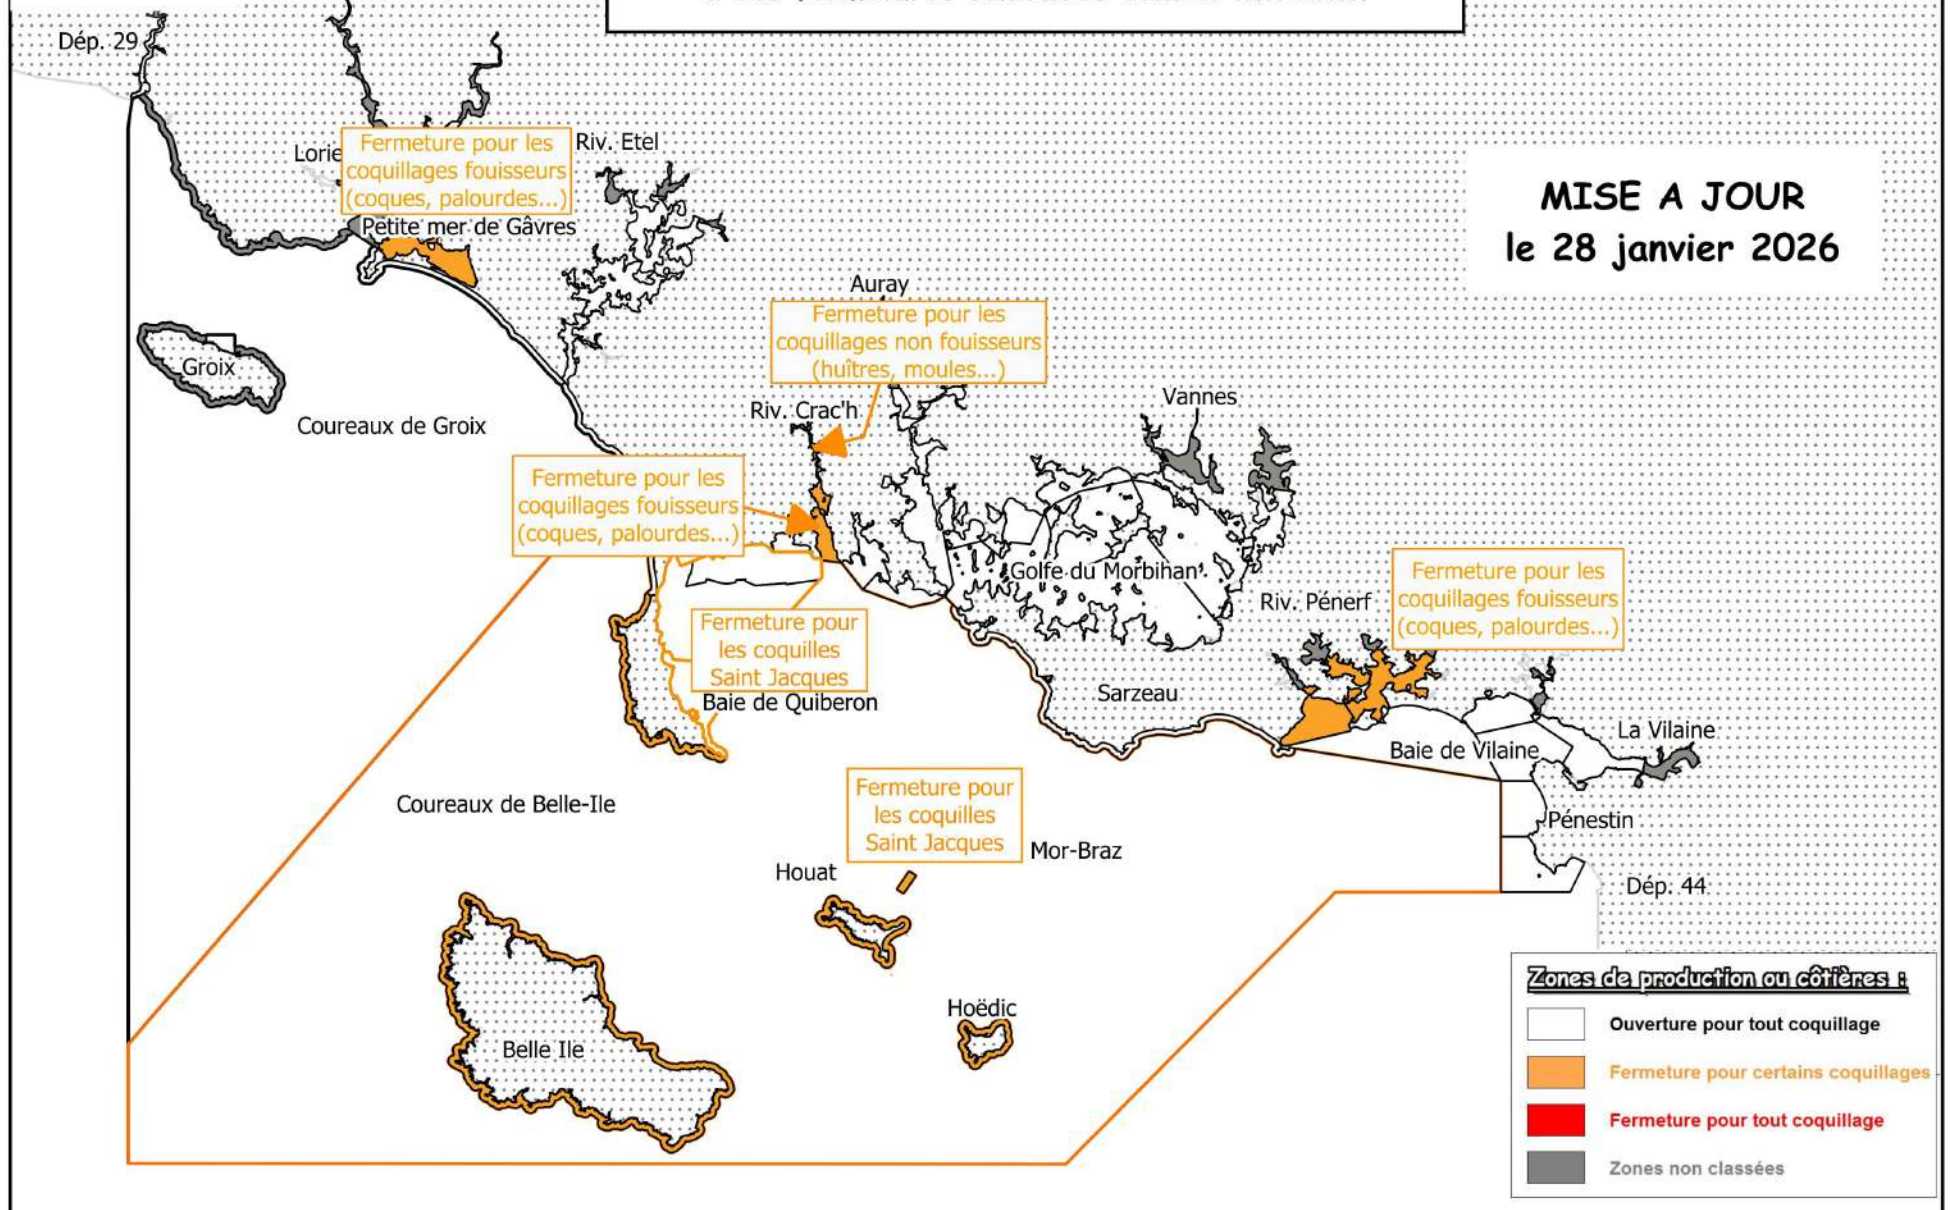 Dép. 29
Fermeture pour les
coquillages fouisseurs
(coques, palourdes...)
Lorie
Riv. Etel
Petite mer de Gâvres
MISE A JOUR
le 28 janvier 2026
Auray
Fermeture pour les
coquillages non fouisseurs
(huîtres, moules...)
Groix
Coureaux de Groix
Riv. Crac'h
Vannes
Fermeture pour les
coquillages fouisseurs
(coques, palourdes...)
Golfe du Morbihan
Riv. Pénerf
Fermeture pour les
coquillages fouisseurs
(coques, palourdes...)
Fermeture pour
les coquilles
Saint Jacques
Baie de Quiberon
Sarzeau
Baie de Vilaine
La Vilaine
Coureaux de Belle-Ile
Fermeture pour
les coquilles
Saint Jacques
Mor-Braz
Pénestin
Houat
Dép. 44
Hoëdic
Belle Ile
Zones de production ou côtières :
Ouverture pour tout coquillage
Fermeture pour certains coquillages
Fermeture pour tout coquillage
Zones non classées